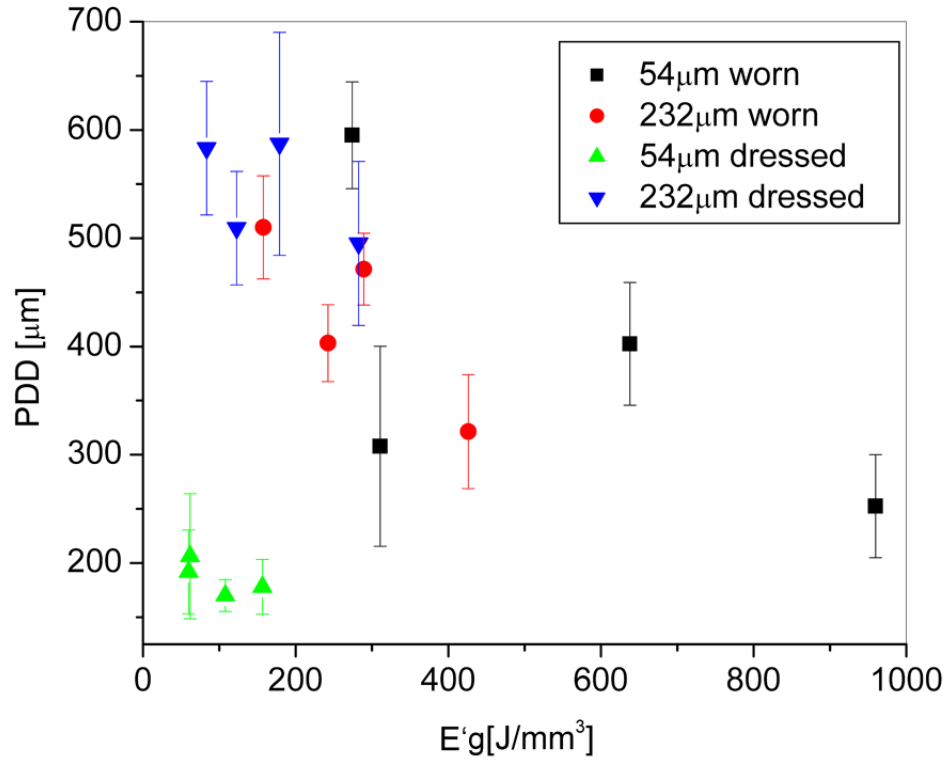 700
600
500
400
300
200
PDD [μm]
54μm worn
232μm worn
54μm dressed
232μm dressed
0 200 400 600 800 1000
E‘g[J/mm³]